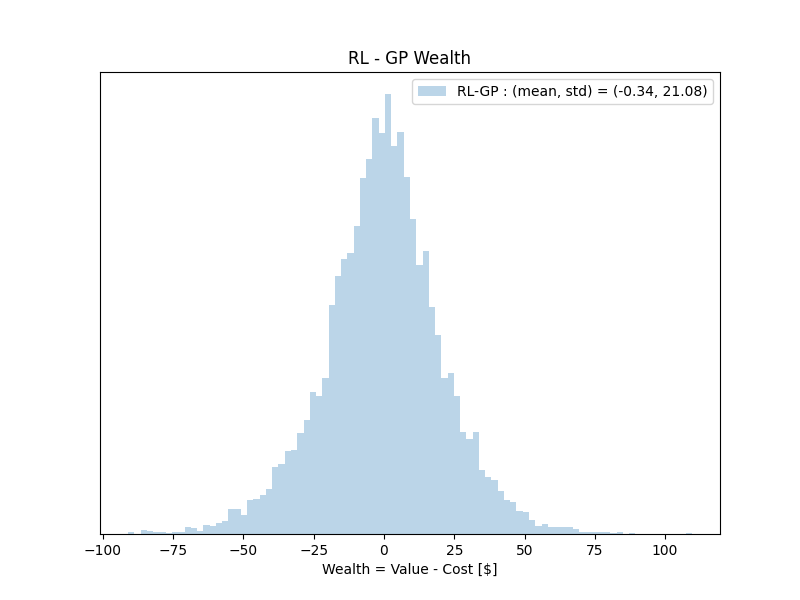 RL - GP Wealth
RL-GP : (mean, std) = (-0.34, 21.08)
−100 −75 −50 −25 0 25 50 75 100
Wealth = Value - Cost [$]